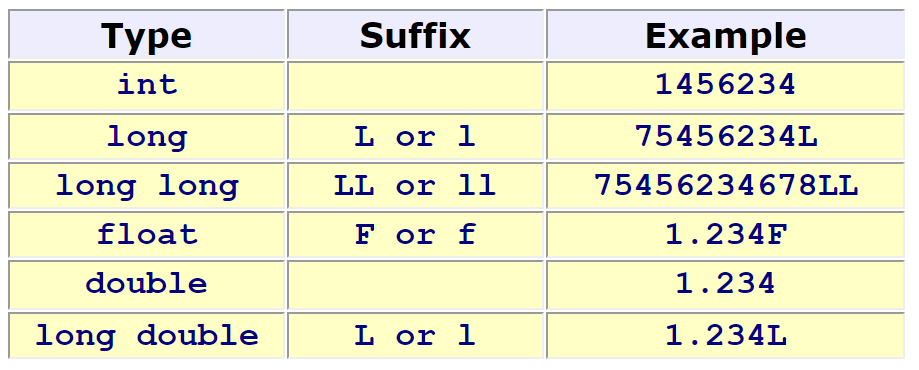 Type Suffix Example
int 1456234
long L or l 75456234L
long long LL or ll 75456234678LL
float F or f 1.234F
double 1.234
long double L or l 1.234L